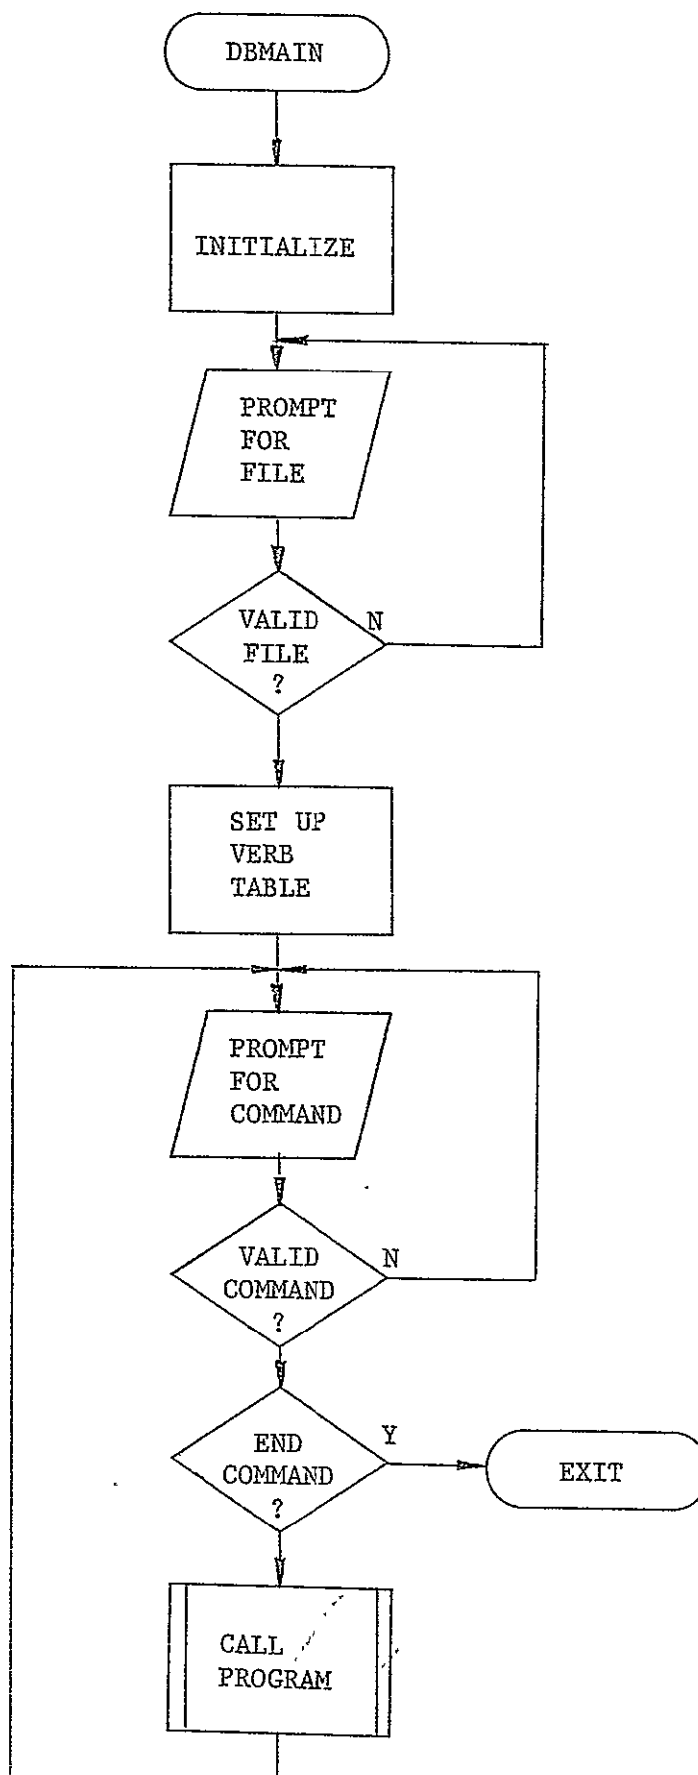 DBMAIN
INITIALIZE
PROMPT
FOR
FILE
VALID
FILE
?
N
SET UP
VERB
TABLE
PROMPT
FOR
COMMAND
VALID
COMMAND
?
N
END
COMMAND
?
Y
EXIT
CALL
PROGRAM